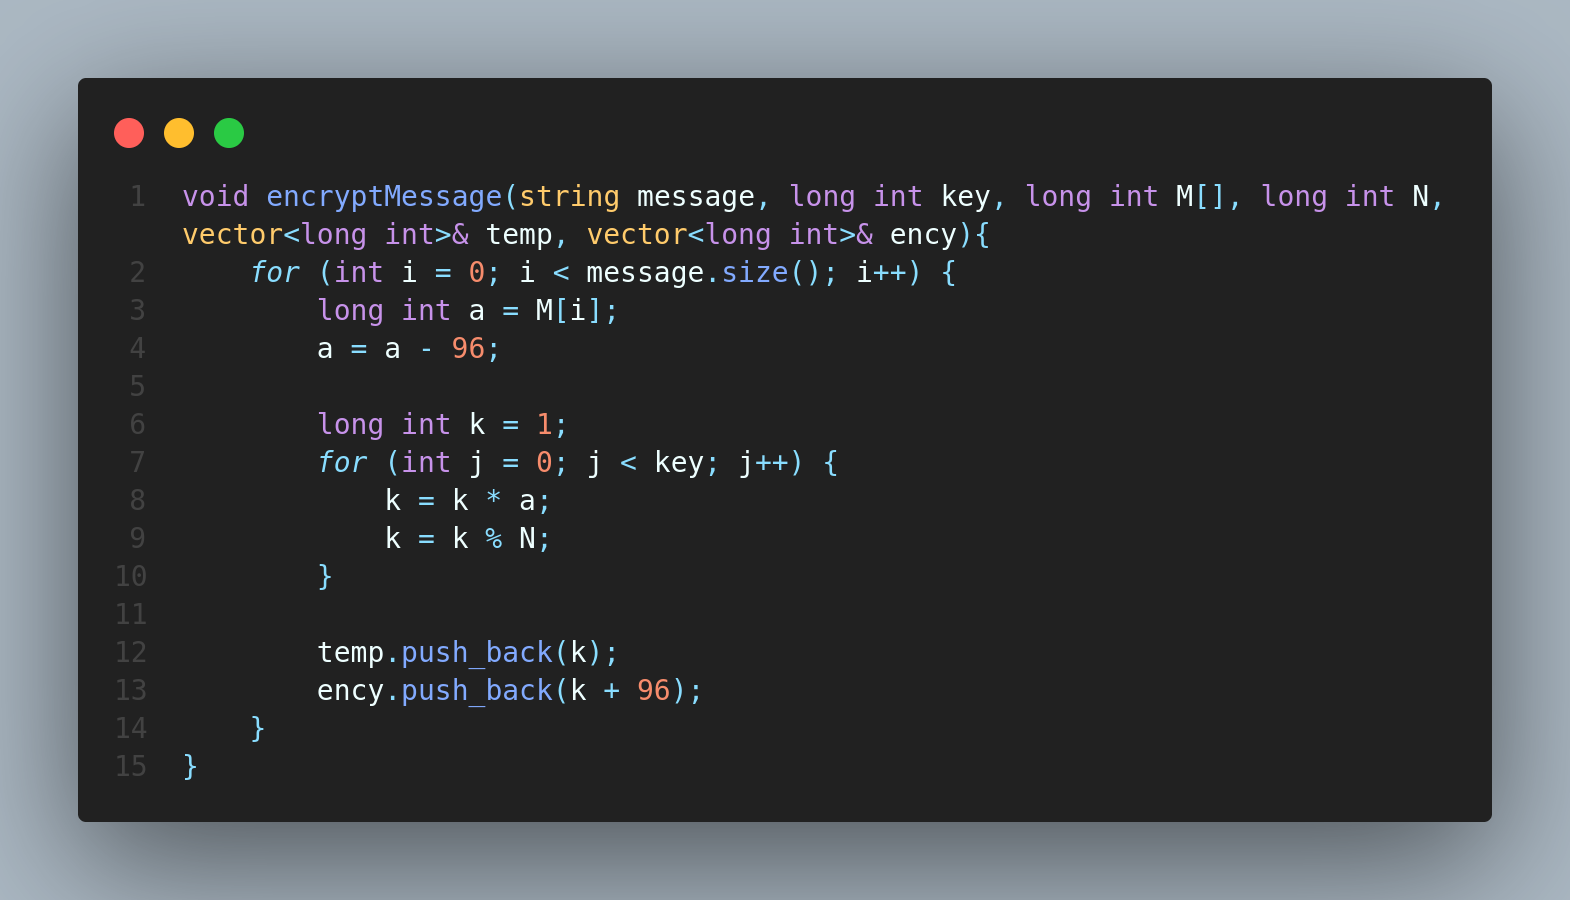 1 void encryptMessage(string message, long int key, long int M[], long int N,
vector<long int>& temp, vector<long int>& ency){
2     for (int i = 0; i < message.size(); i++) {
3         long int a = M[i];
4         a = a - 96;
5
6         long int k = 1;
7         for (int j = 0; j < key; j++) {
8             k = k * a;
9             k = k % N;
10         }
11
12         temp.push_back(k);
13         ency.push_back(k + 96);
14     }
15 }